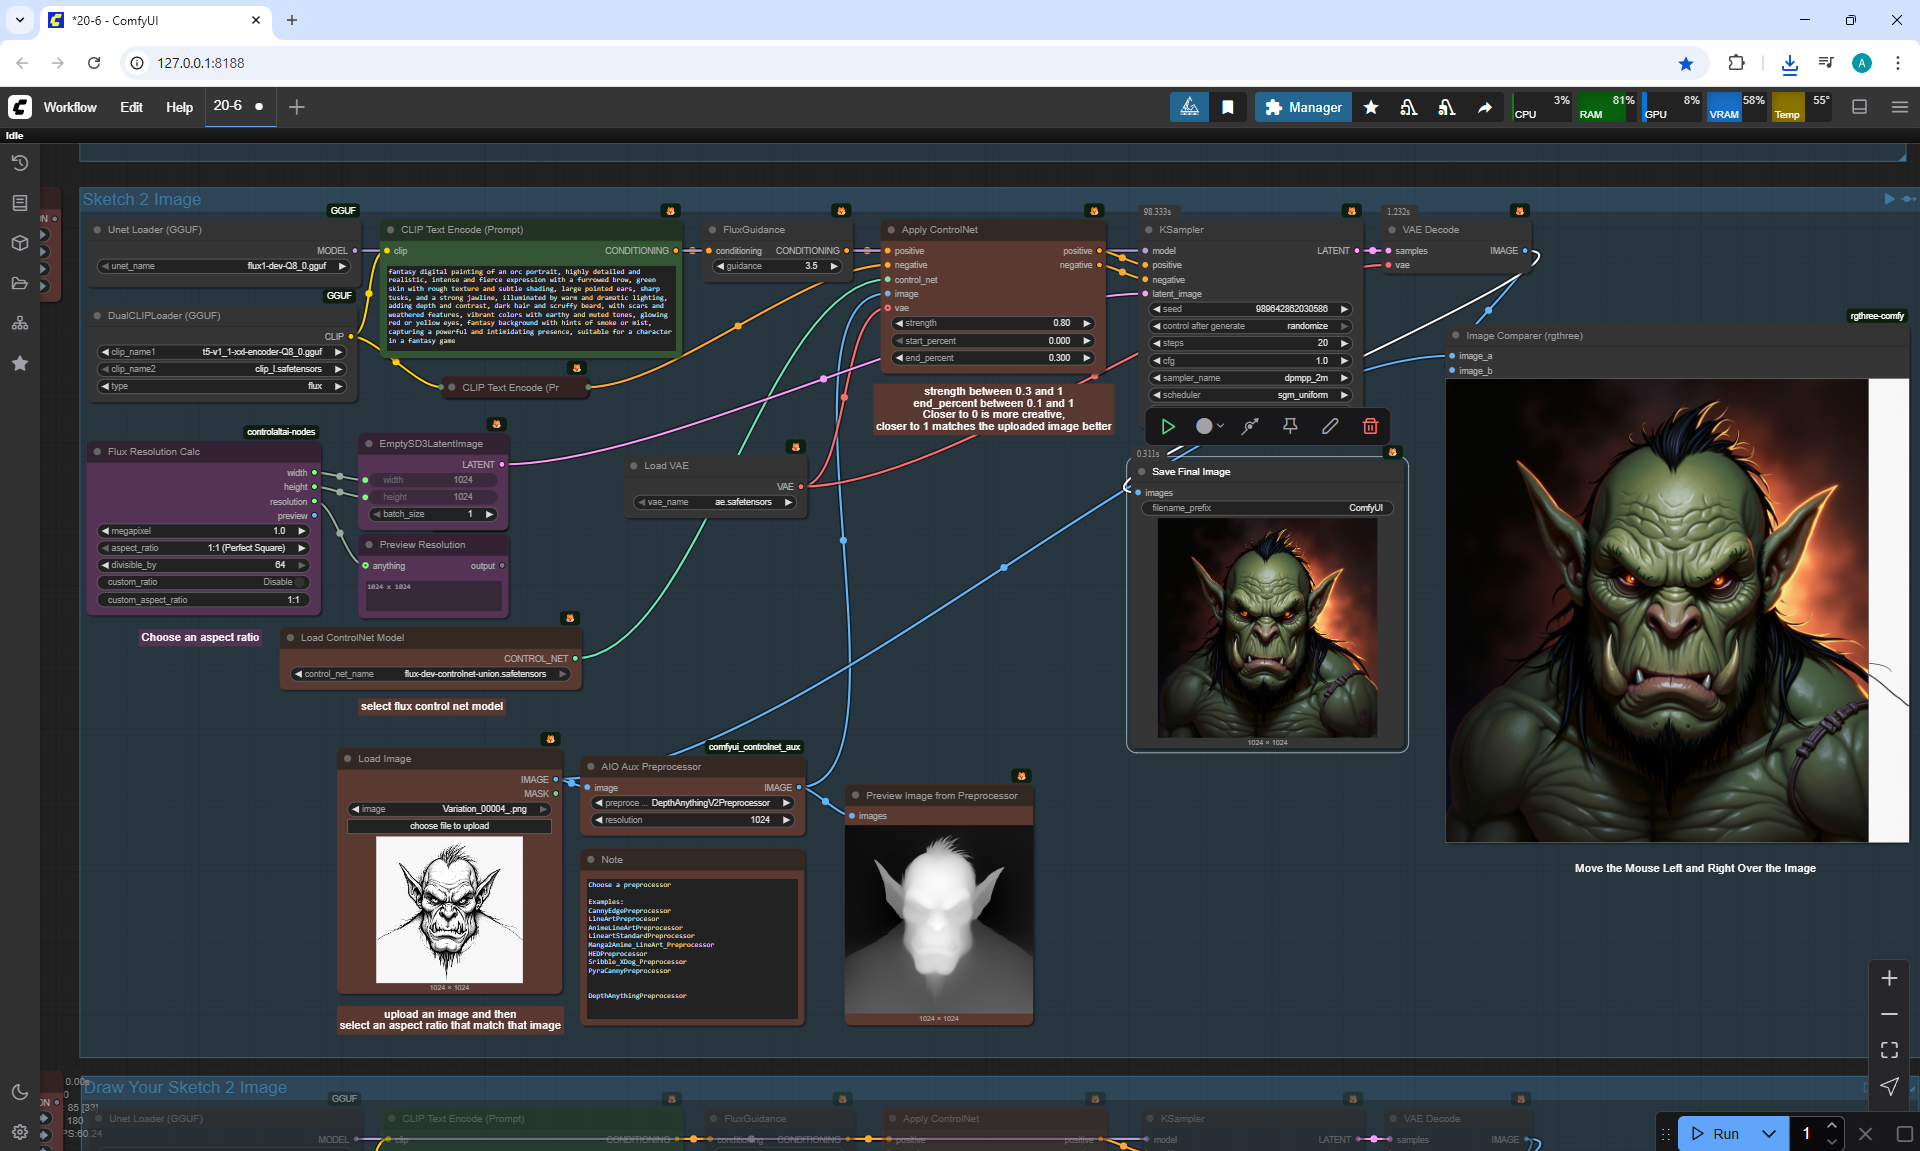 *20-6 - ComfyUI
127.0.0.1:8188
A
Workflow
Edit
Help
20-6
Manager
CPU
3%
RAM
81%
GPU
8%
VRAM
58%
Temp
55°
Idle
Sketch 2 Image
GGUF
Unet Loader (GGUF)
MODEL
unet_name
flux1-dev-Q8_0.gguf
GGUF
DualCLIPLoader (GGUF)
CLIP
clip_name1
t5-v1_1-xxl-encoder-Q8_0.gguf
clip_name2
clip_l.safetensors
type
flux
CLIP Text Encode (Prompt)
clip
CONDITIONING
fantasy digital painting of an orc portrait, highly detailed and
realistic, intense and fierce expression with a furrowed brow, green
skin with rough texture and subtle shading, large pointed ears, sharp
tusks, and a strong jawline, illuminated by warm and dramatic lighting,
adding depth and contrast, dark hair and scruffy beard, with scars and
weathered features, vibrant colors with earthy and muted tones, glowing
red or yellow eyes, fantasy background with hints of smoke or mist,
capturing a powerful and intimidating presence, suitable for a character
in a fantasy game
CLIP Text Encode (Pr
FluxGuidance
conditioning
CONDITIONING
guidance
3.5
Apply ControlNet
positive
positive
negative
negative
control_net
image
vae
strength
0.80
start_percent
0.000
end_percent
0.300
strength between 0.3 and 1
end_percent between 0.1 and 1
Closer to 0 is more creative,
closer to 1 matches the uploaded image better
98.333s
KSampler
model
LATENT
positive
negative
latent_image
seed
989642862030586
control after generate
randomize
steps
20
cfg
1.0
sampler_name
dpmpp_2m
scheduler
sgm_uniform
1.232s
VAE Decode
samples
IMAGE
vae
rgthree-comfy
Image Comparer (rgthree)
image_a
image_b
Move the Mouse Left and Right Over the Image
controlaltai-nodes
Flux Resolution Calc
width
height
resolution
preview
megapixel
1.0
aspect_ratio
1:1 (Perfect Square)
divisible_by
64
custom_ratio
Disable
custom_aspect_ratio
1:1
Choose an aspect ratio
EmptySD3LatentImage
LATENT
width
1024
height
1024
batch_size
1
Preview Resolution
anything
output
1024 x 1024
Load VAE
VAE
vae_name
ae.safetensors
0.311s
Save Final Image
images
filename_prefix
ComfyUI
1024 × 1024
Load ControlNet Model
CONTROL_NET
control_net_name
flux-dev-controlnet-union.safetensors
select flux control net model
Load Image
IMAGE
MASK
image
Variation_00004_.png
choose file to upload
1024 × 1024
upload an image and then
select an aspect ratio that match that image
comfyui_controlnet_aux
AIO Aux Preprocessor
image
IMAGE
preproce ...
DepthAnythingV2Preprocessor
resolution
1024
Note
Choose a preprocessor
Examples:
CannyEdgePreprocessor
LineArtPreprocesor
AnimeLineArtPreprocessor
LineartStandardPreprocessor
Manga2Anime_LineArt_Preprocessor
HEDPreprocessor
Sribble_XDog_Preprocessor
PyraCannyPreprocessor
DepthAnythingPreprocessor
Preview Image from Preprocessor
images
1024 × 1024
Draw Your Sketch 2 Image
GGUF
Unet Loader (GGUF)
MODEL
CLIP Text Encode (Prompt)
clip
CONDITIONING
FluxGuidance
conditioning
CONDITIONING
Apply ControlNet
positive
positive
KSampler
model
LATENT
VAE Decode
samples
IMAGE
Run
1